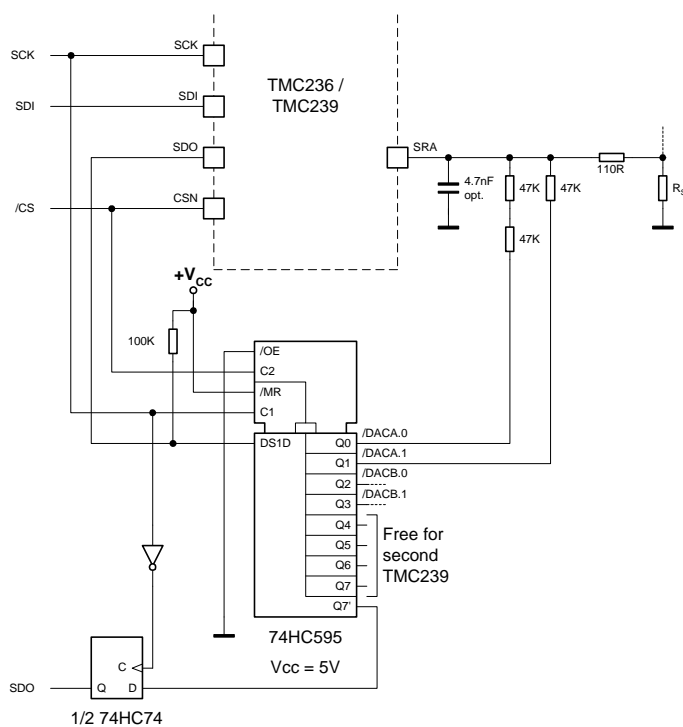 SCK
SCK
TMC236 /
TMC239
SDI
SDI
SDO
SRA
110R
4.7nF
opt.
47K
47K
/CS
CSN
47K
+VCC
100K
/OE
C2
/MR
C1
DS1D
/DACA.0
Q0
/DACA.1
Q1
/DACB.0
Q2
/DACB.1
Q3
Q4
Q5
Q6
Q7
Q7'
Free for
second
TMC239
74HC595
Vcc = 5V
C
SDO
Q
D
1/2 74HC74